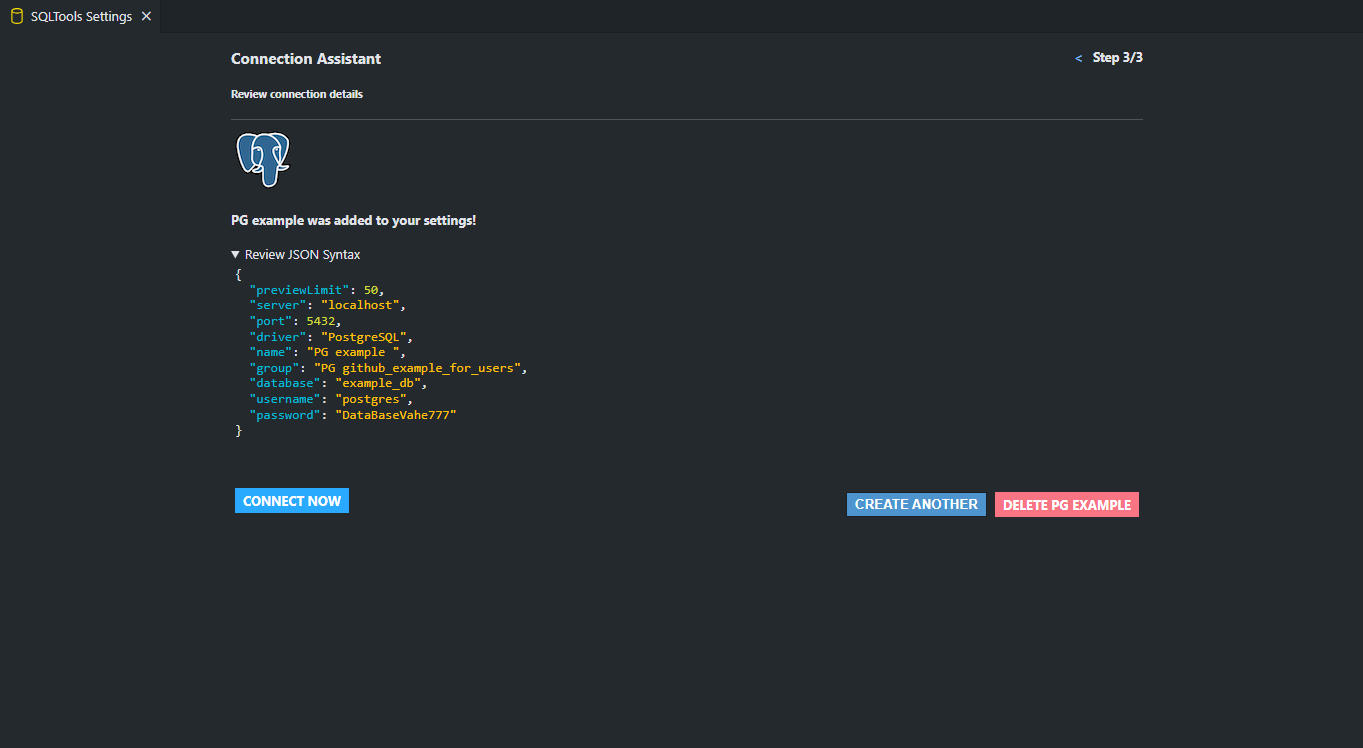 SQLTools Settings ×
Connection Assistant
< Step 3/3
Review connection details
PG example was added to your settings!
▼ Review JSON Syntax
{
  "previewLimit": 50,
  "server": "localhost",
  "port": 5432,
  "driver": "PostgreSQL",
  "name": "PG example ",
  "group": "PG github_example_for_users",
  "database": "example_db",
  "username": "postgres",
  "password": "DataBaseVahe777"
}
CONNECT NOW
CREATE ANOTHER
DELETE PG EXAMPLE